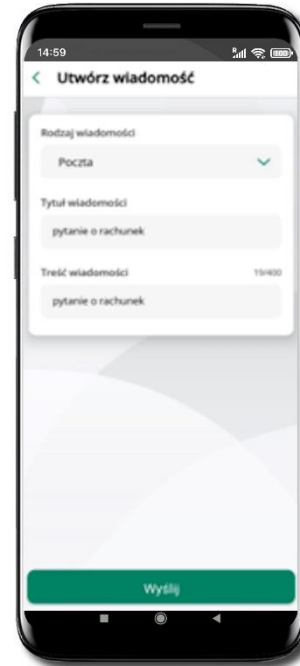 14:59
Utwórz wiadomość
Rodzaj wiadomości
Poczta
Tytuł wiadomości
pytanie o rachunek
Treść wiadomości 19/400
pytanie o rachunek
Wyślij